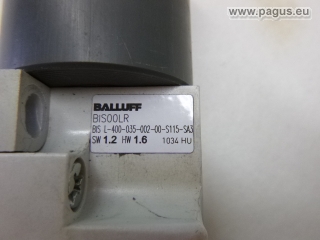 www.pagus.eu
BALLUFF
BIS00LR
BIS L-400-035-002-00-S115-SA3
SW 1.2 HW 1.6 1034 HU